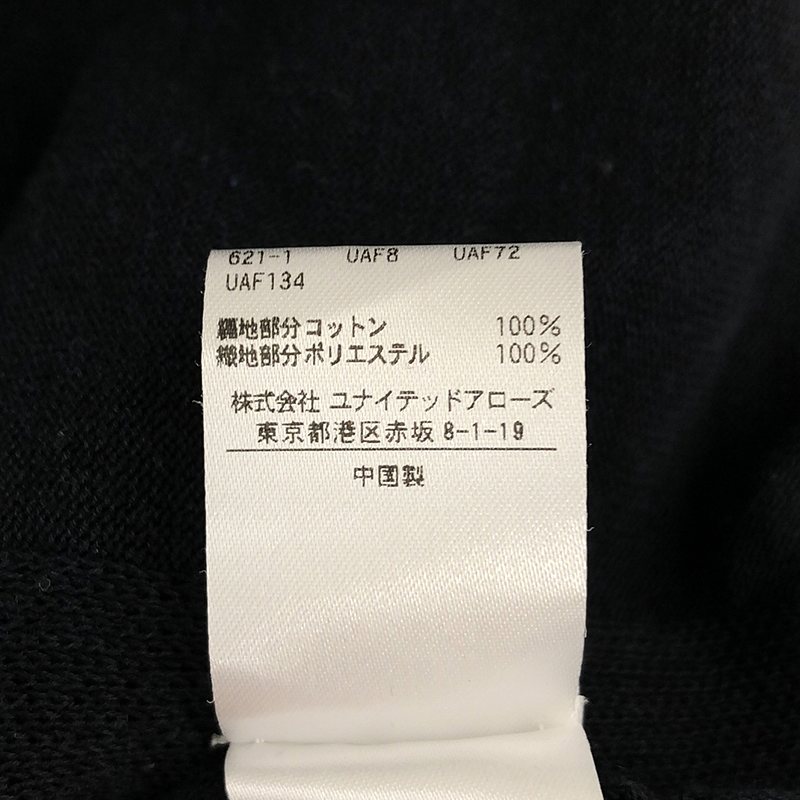 621-1 UAF8 UAF72
UAF134
編地部分コットン 100%
織地部分ポリエステル 100%
株式会社 ユナイテッドアローズ
東京都港区赤坂 8-1-19
中国製